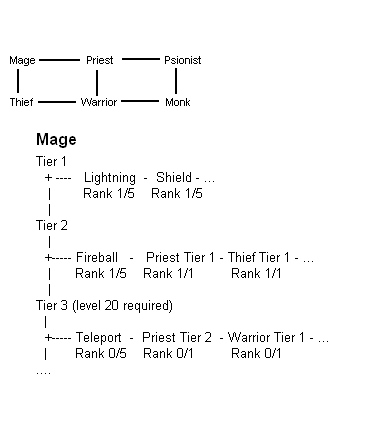 Mage Priest Psionist
Thief Warrior Monk
Mage
Tier 1
+ ---- Lightning - Shield - ...
| Rank 1/5 Rank 1/5
|
Tier 2
|
+----- Fireball - Priest Tier 1 - Thief Tier 1 - ...
| Rank 1/5 Rank 1/1 Rank 1/1
|
Tier 3 (level 20 required)
|
+----- Teleport - Priest Tier 2 - Warrior Tier 1 - ...
| Rank 0/5 Rank 0/1 Rank 0/1
....